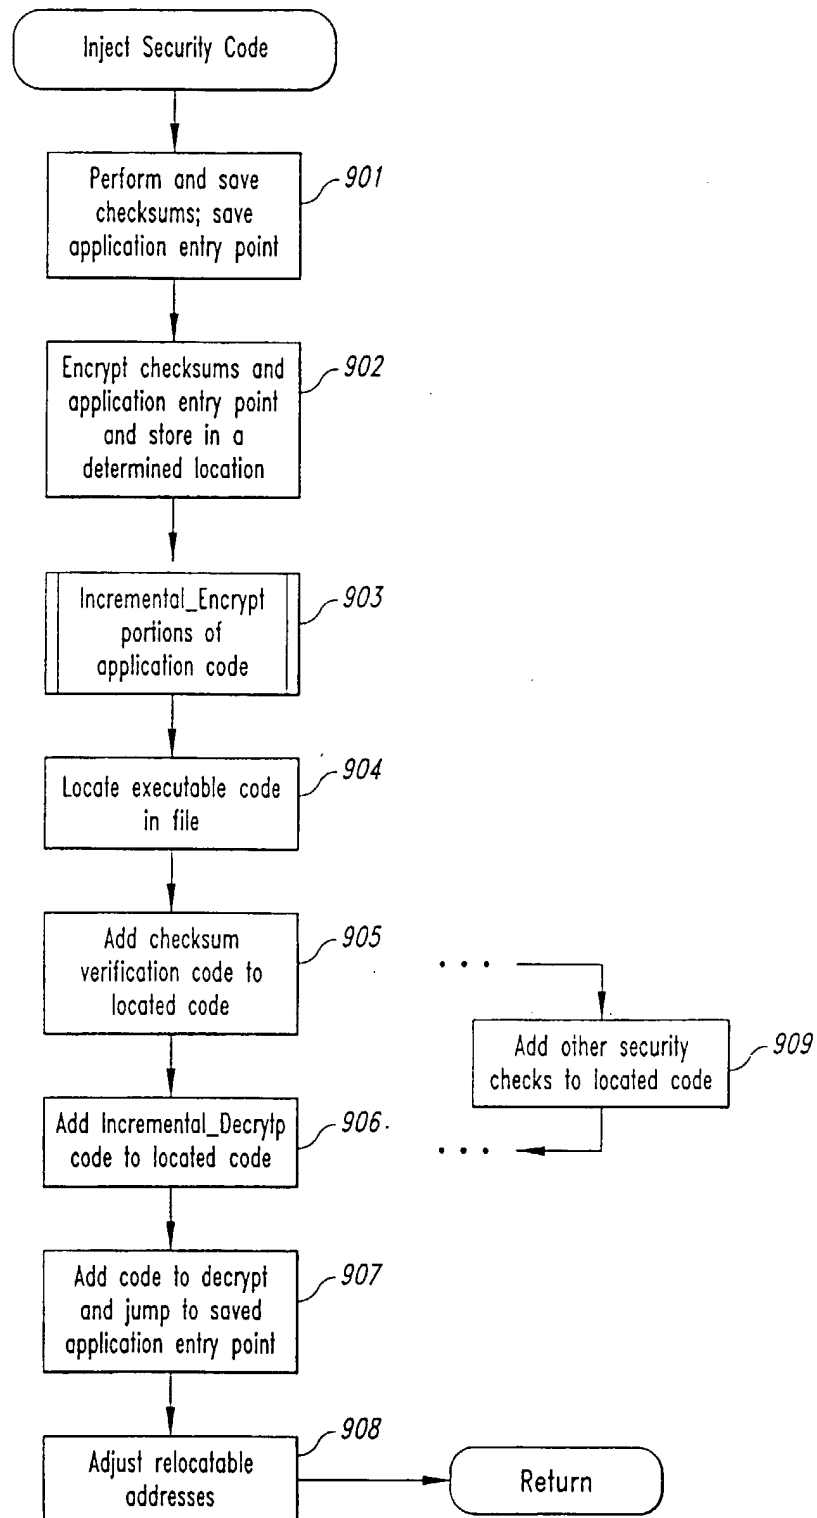 Inject Security Code
Perform and save
checksums; save
application entry point
901
Encrypt checksums and
application entry point
and store in a
determined location
902
Incremental_Encrypt
portions of
application code
903
Locate executable code
in file
904
Add checksum
verification code to
located code
905
. . .
Add other security
checks to located code
909
. . .
Add Incremental_Decrytp
code to located code
906.
Add code to decrypt
and jump to saved
application entry point
907
Adjust relocatable
addresses
908
Return